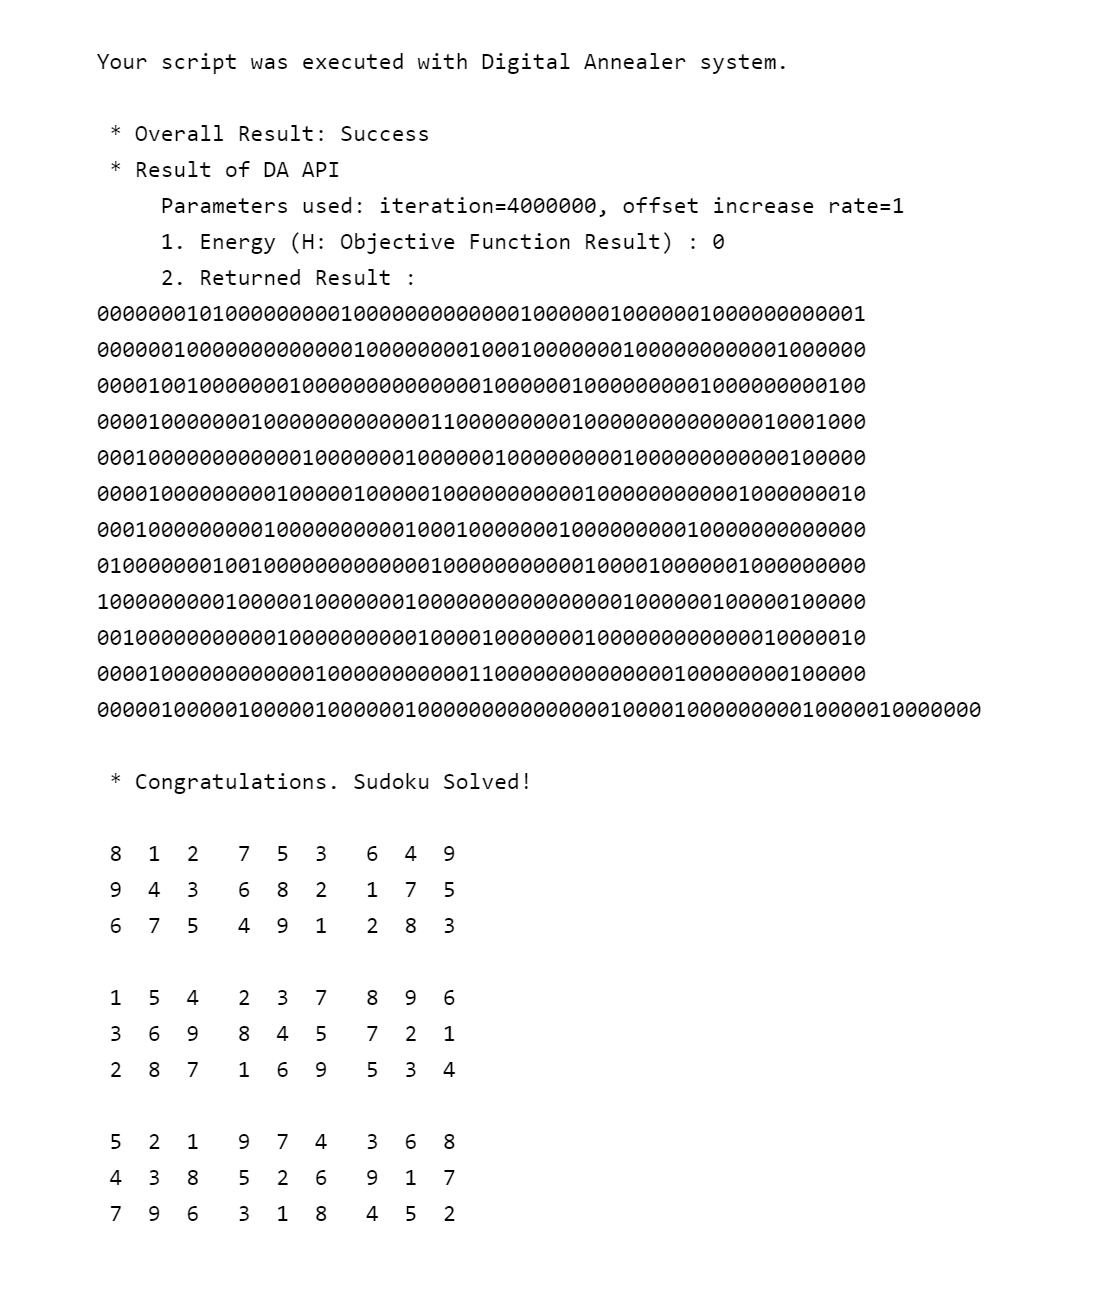 Your script was executed with Digital Annealer system.
* Overall Result: Success
* Result of DA API
Parameters used: iteration=4000000, offset increase rate=1
1. Energy (H: Objective Function Result) : 0
2. Returned Result :
000000010100000000010000000000000100000010000001000000000001
000000100000000000001000000001000100000001000000000001000000
000010010000000100000000000000100000010000000001000000000100
000010000000100000000000001100000000010000000000000010001000
000100000000000010000000100000010000000001000000000000100000
000010000000001000001000001000000000001000000000001000000010
000100000000010000000000100010000000100000000010000000000000
010000000100100000000000001000000000001000010000001000000000
100000000010000010000000100000000000000001000000100000100000
001000000000001000000000010000100000001000000000000010000010
000010000000000001000000000001100000000000000100000000100000
000001000001000001000000100000000000000010000100000000010000010000000
* Congratulations. Sudoku Solved!
8 1 2 7 5 3 6 4 9
9 4 3 6 8 2 1 7 5
6 7 5 4 9 1 2 8 3
1 5 4 2 3 7 8 9 6
3 6 9 8 4 5 7 2 1
2 8 7 1 6 9 5 3 4
5 2 1 9 7 4 3 6 8
4 3 8 5 2 6 9 1 7
7 9 6 3 1 8 4 5 2